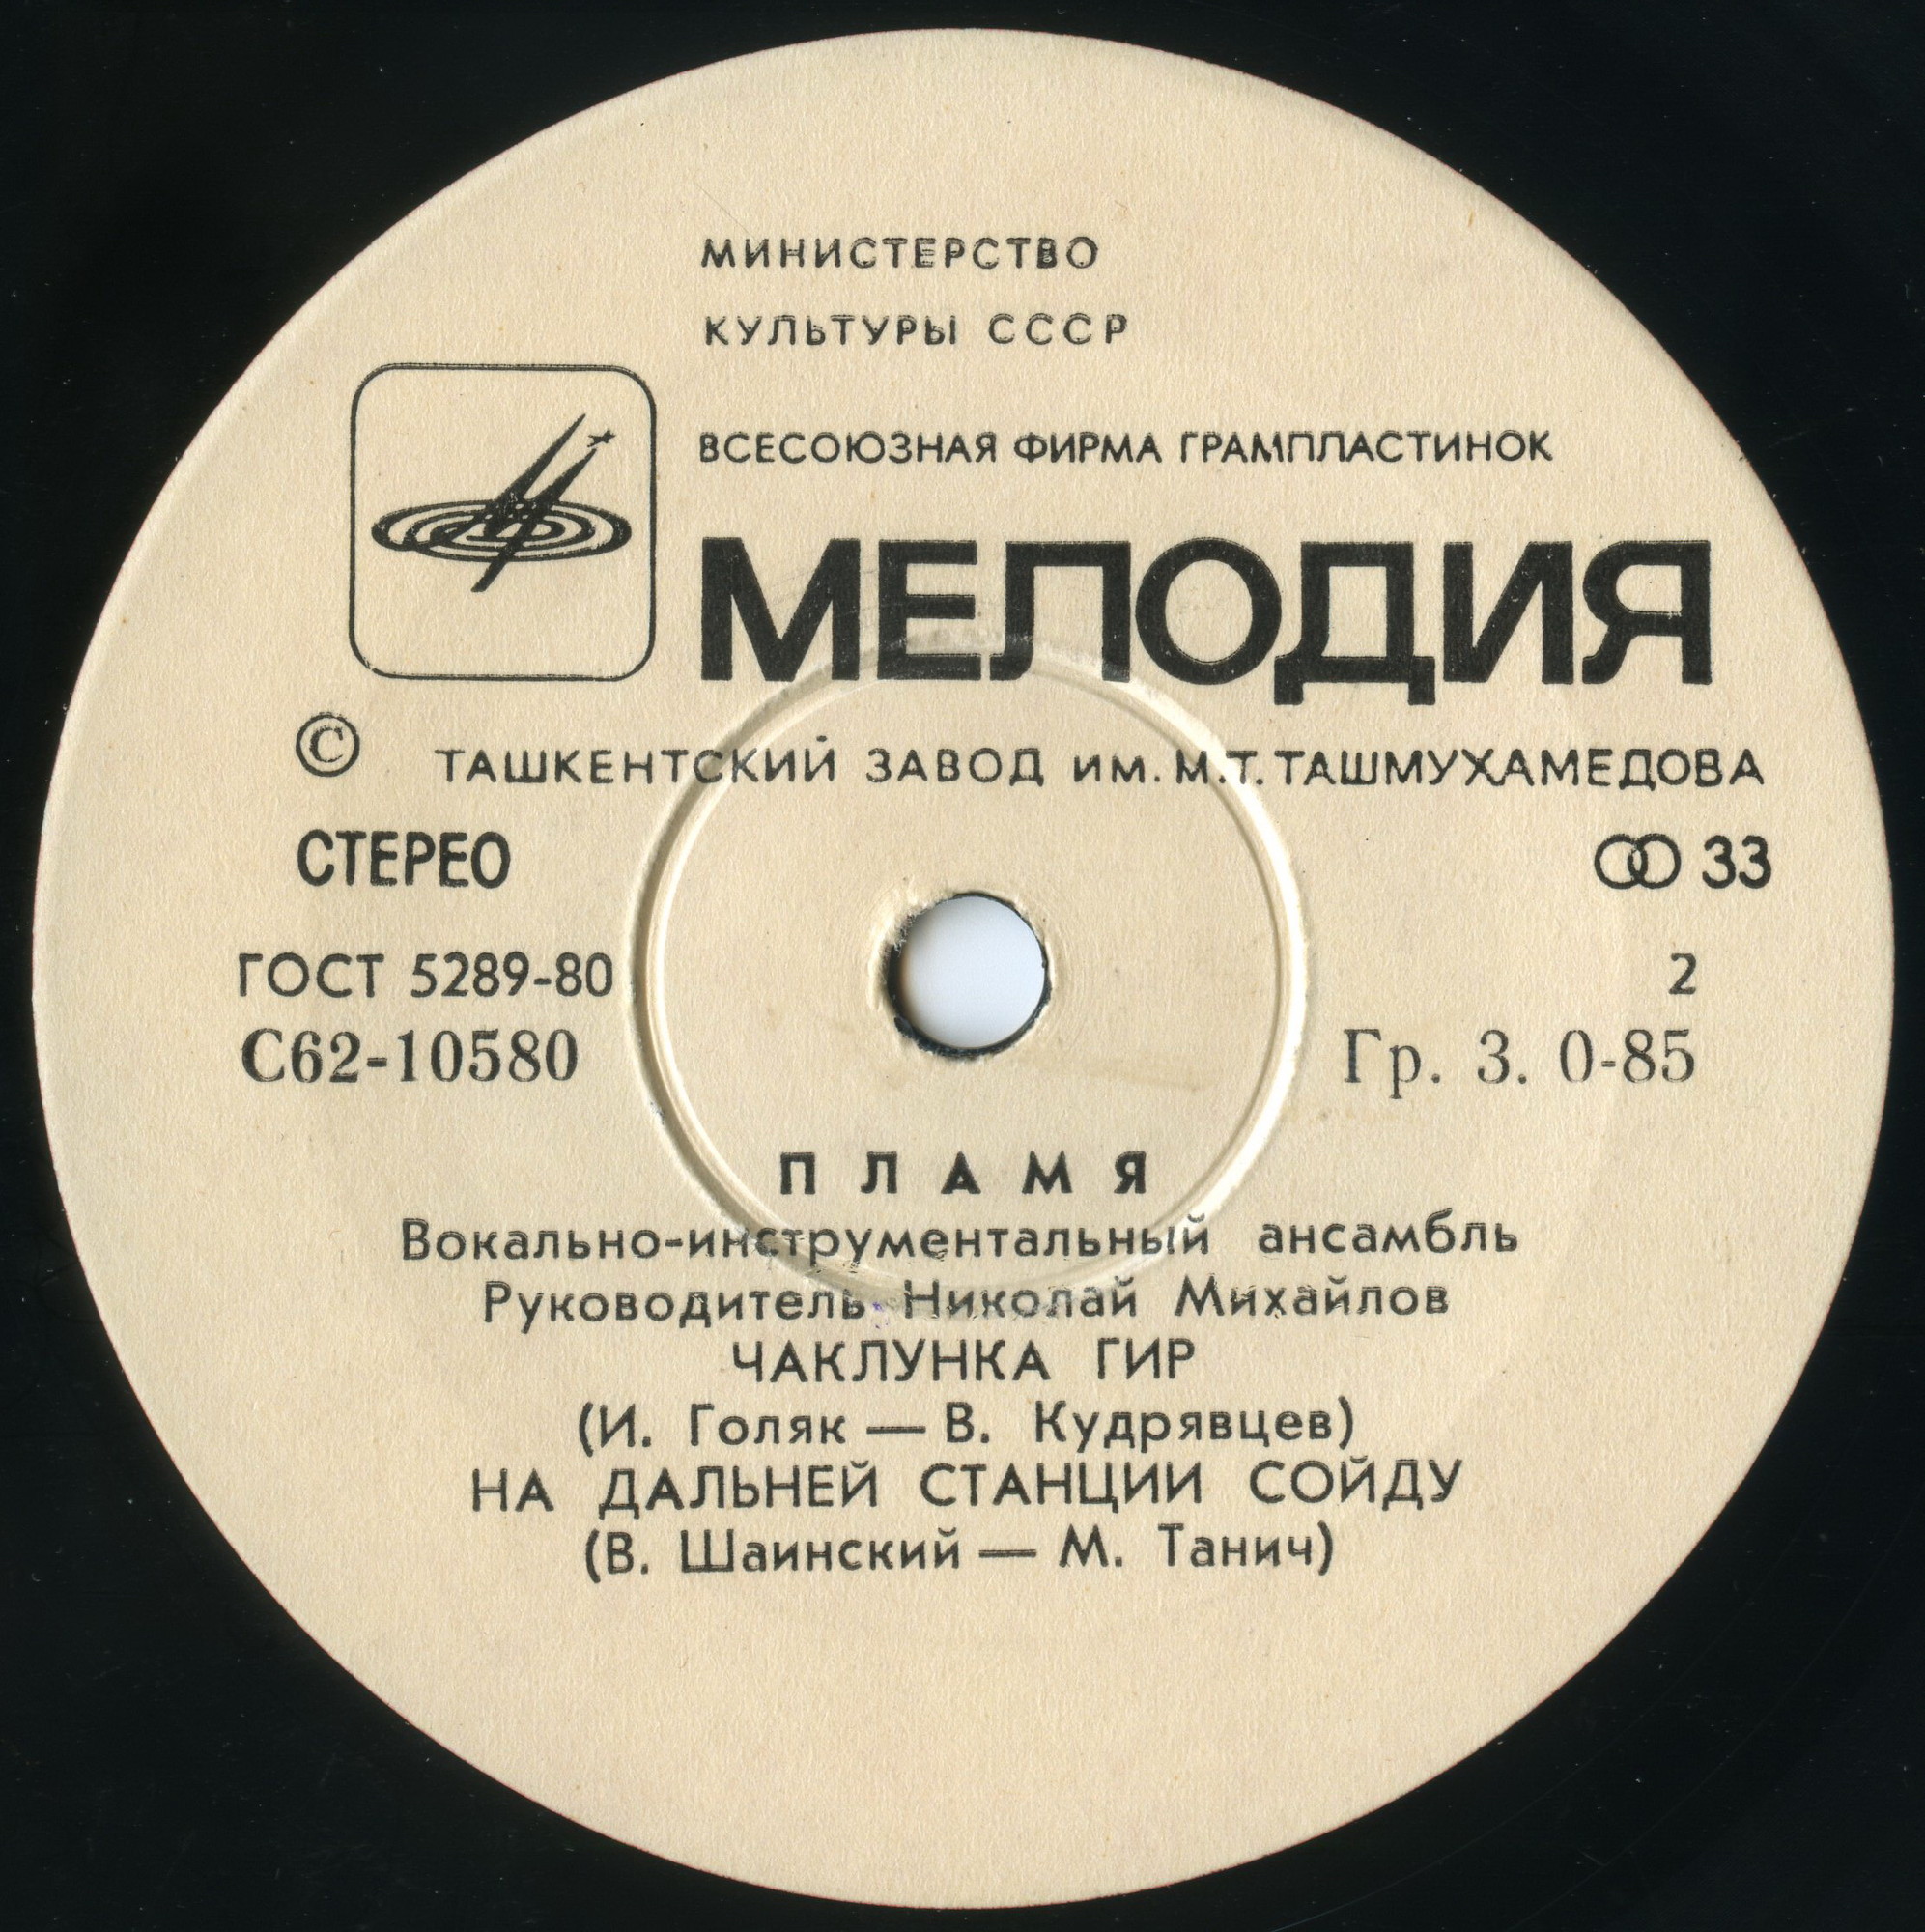 МИНИСТЕРСТВО
КУЛЬТУРЫ СССР
ВСЕСОЮЗНАЯ ФИРМА ГРАМПЛАСТИНОК
МЕЛОДИЯ
© ТАШКЕНТСКИЙ ЗАВОД им. М.Т. ТАШМУХАМЕДОВА
СТЕРЕО 33
ГОСТ 5289-80 2
С62-10580 Гр. 3. 0-85
ПЛАМЯ
Вокально-инструментальный ансамбль
Руководитель Николай Михайлов
ЧАКЛУНКА ГИР
(И. Голяк — В. Кудрявцев)
НА ДАЛЬНЕЙ СТАНЦИИ СОЙДУ
(В. Шаинский — М. Танич)